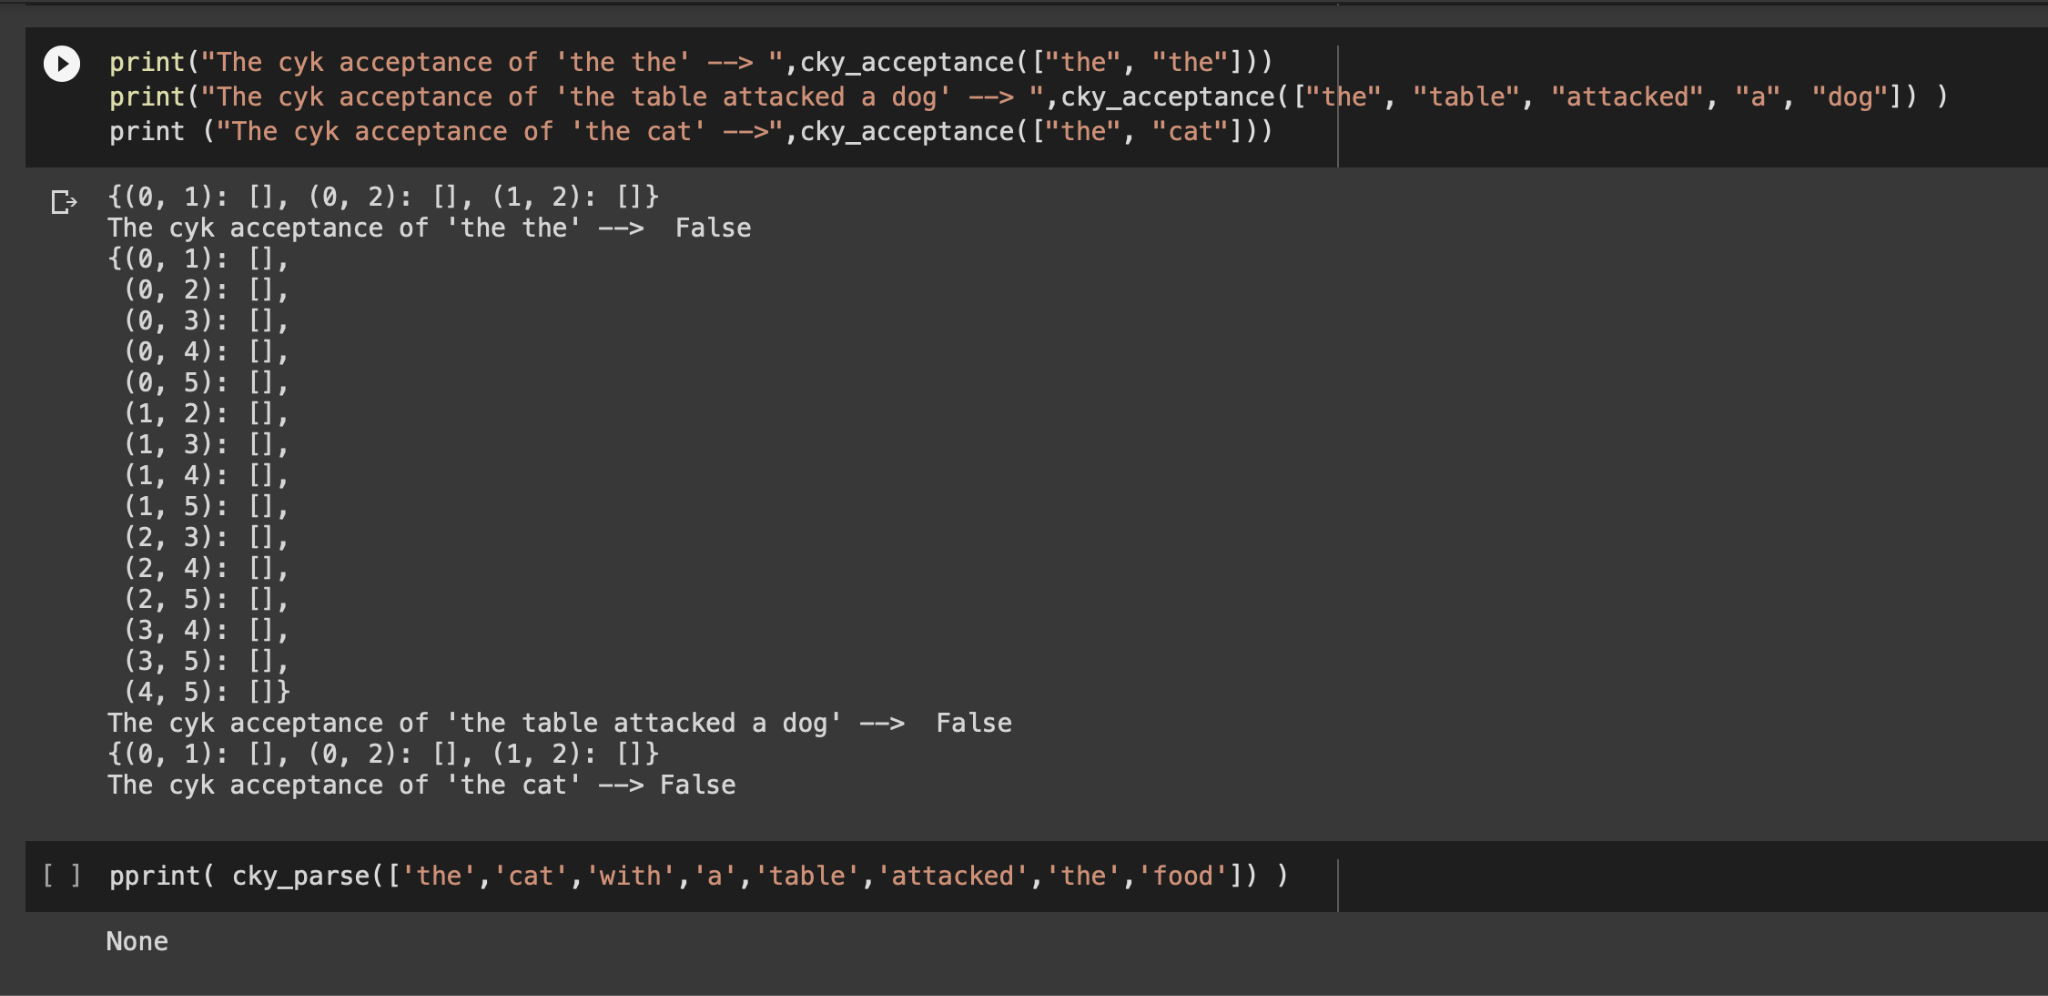 print("The cyk acceptance of 'the the' --> ",cky_acceptance(["the", "the"]))
print("The cyk acceptance of 'the table attacked a dog' --> ",cky_acceptance(["the", "table", "attacked", "a", "dog"]) )
print ("The cyk acceptance of 'the cat' -->",cky_acceptance(["the", "cat"]))
{(0, 1): [], (0, 2): [], (1, 2): []}
The cyk acceptance of 'the the' -->  False
{(0, 1): [],
 (0, 2): [],
 (0, 3): [],
 (0, 4): [],
 (0, 5): [],
 (1, 2): [],
 (1, 3): [],
 (1, 4): [],
 (1, 5): [],
 (2, 3): [],
 (2, 4): [],
 (2, 5): [],
 (3, 4): [],
 (3, 5): [],
 (4, 5): []}
The cyk acceptance of 'the table attacked a dog' -->  False
{(0, 1): [], (0, 2): [], (1, 2): []}
The cyk acceptance of 'the cat' --> False
[ ] pprint( cky_parse(['the','cat','with','a','table','attacked','the','food']) )
None